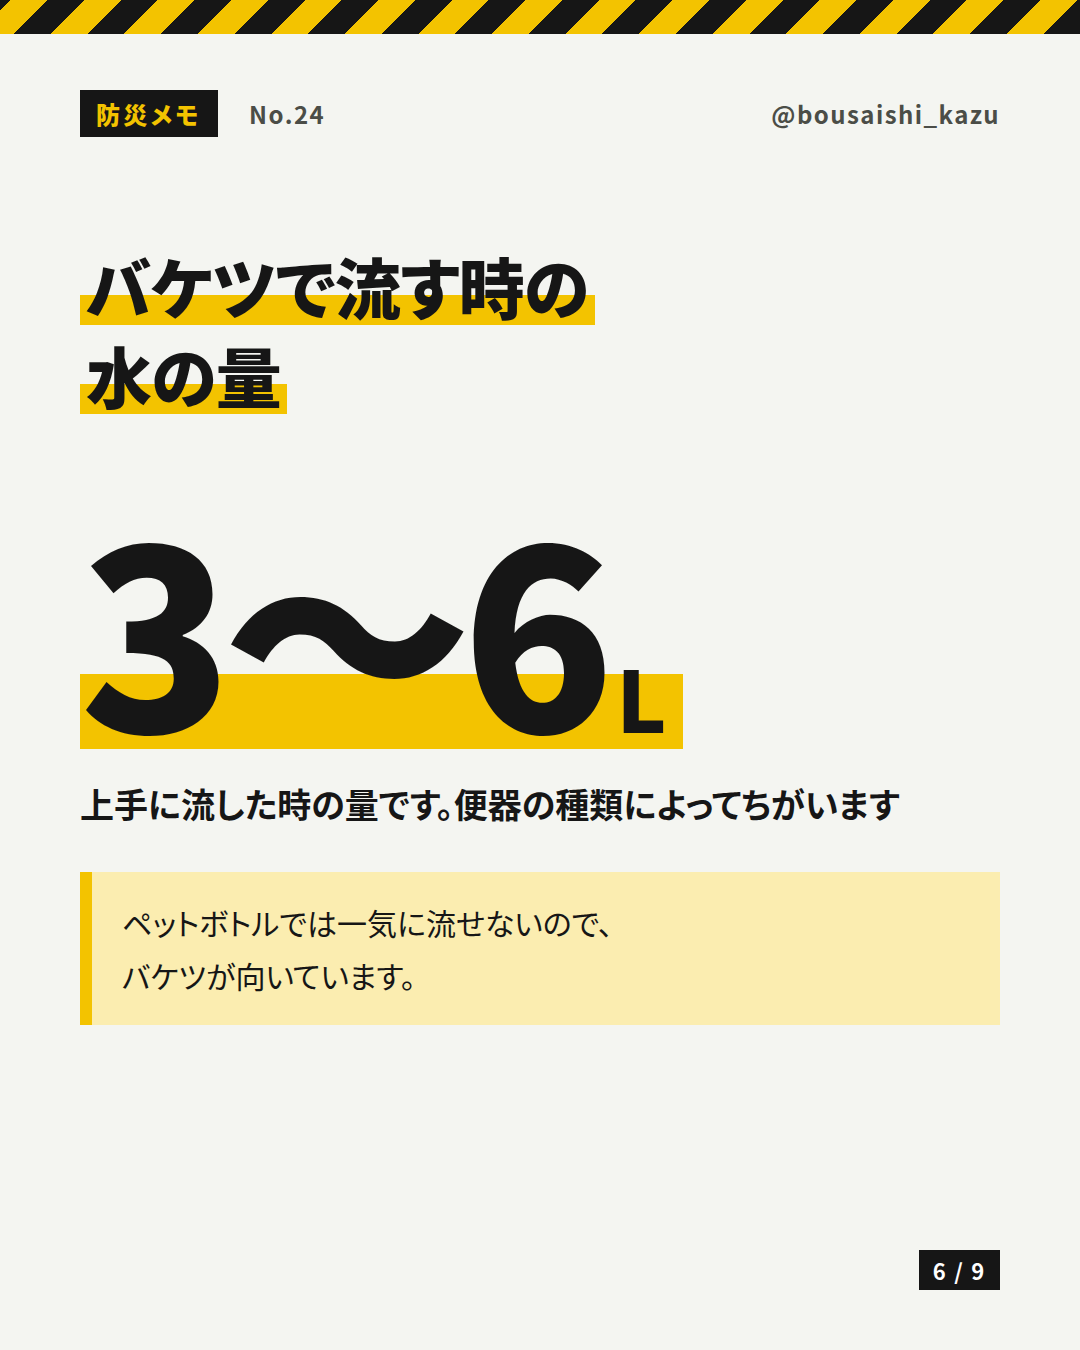 防災メモ No.24 @bousaishi_kazu
バケツで流す時の
水の量
3〜6L
上手に流した時の量です。便器の種類によってちがいます
ペットボトルでは一気に流せないので、
バケツが向いています。
6 / 9